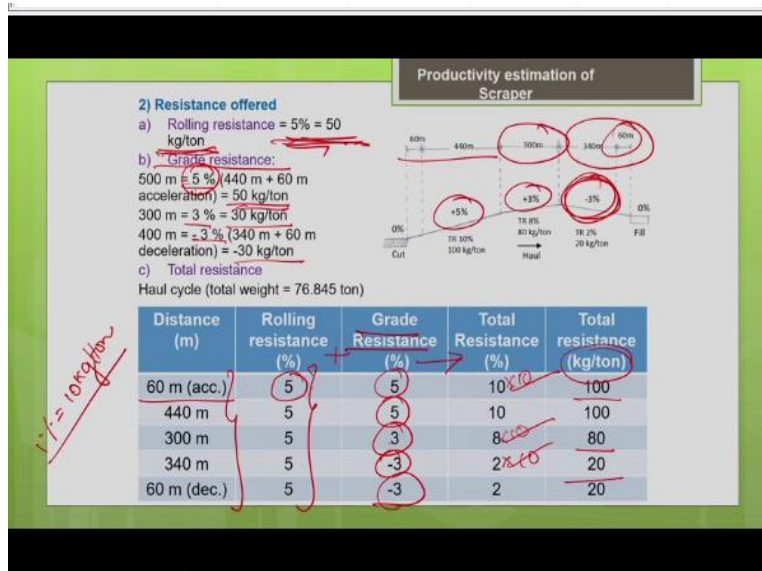 Productivity estimation of
Scraper
2) Resistance offered
a) Rolling resistance = 5% = 50
kg/ton
b) Grade resistance:
500 m = 5 % (440 m + 60 m
acceleration) = 50 kg/ton
300 m = 3 % = 30 kg/ton
400 m = - 3 % (340 m + 60 m
deceleration) = -30 kg/ton
c) Total resistance
Haul cycle (total weight = 76.845 ton)
60m 440m 300m 340m 60m
+5% +3% -3%
0% 0%
TR 10% TR 8% TR 2%
100 kg/ton 80 kg/ton 20 kg/ton
Cut Haul Fill
Distance (m) Rolling resistance (%) + Grade Resistance (%) Total Resistance (%) Total resistance (kg/ton)
60 m (acc.) 5 5 10 x10 100
440 m 5 5 10 100
300 m 5 3 8 x10 80
340 m 5 -3 2 x10 20
60 m (dec.) 5 -3 2 20
1% = 10kg/ton